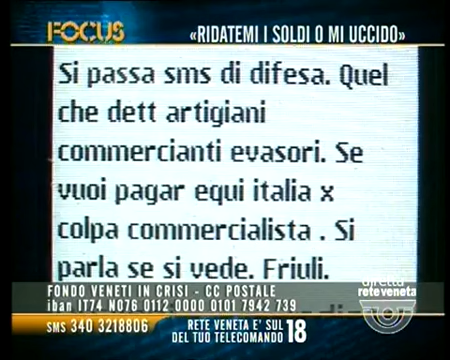 FOCUS
«RIDATEMI I SOLDI O MI UCCIDO»
Si passa sms di difesa. Quel
che dett artigiani
commercianti evasori. Se
vuoi pagar equi italia x
colpa commercialista . Si
parla se si vede. Friuli.
FONDO VENETI IN CRISI - CC POSTALE
iban IT74 N076 0112 0000 0101 7942 739
diretta
reteveneta
SMS 340 3218806
RETE VENETA E' SUL 18
DEL TUO TELECOMANDO